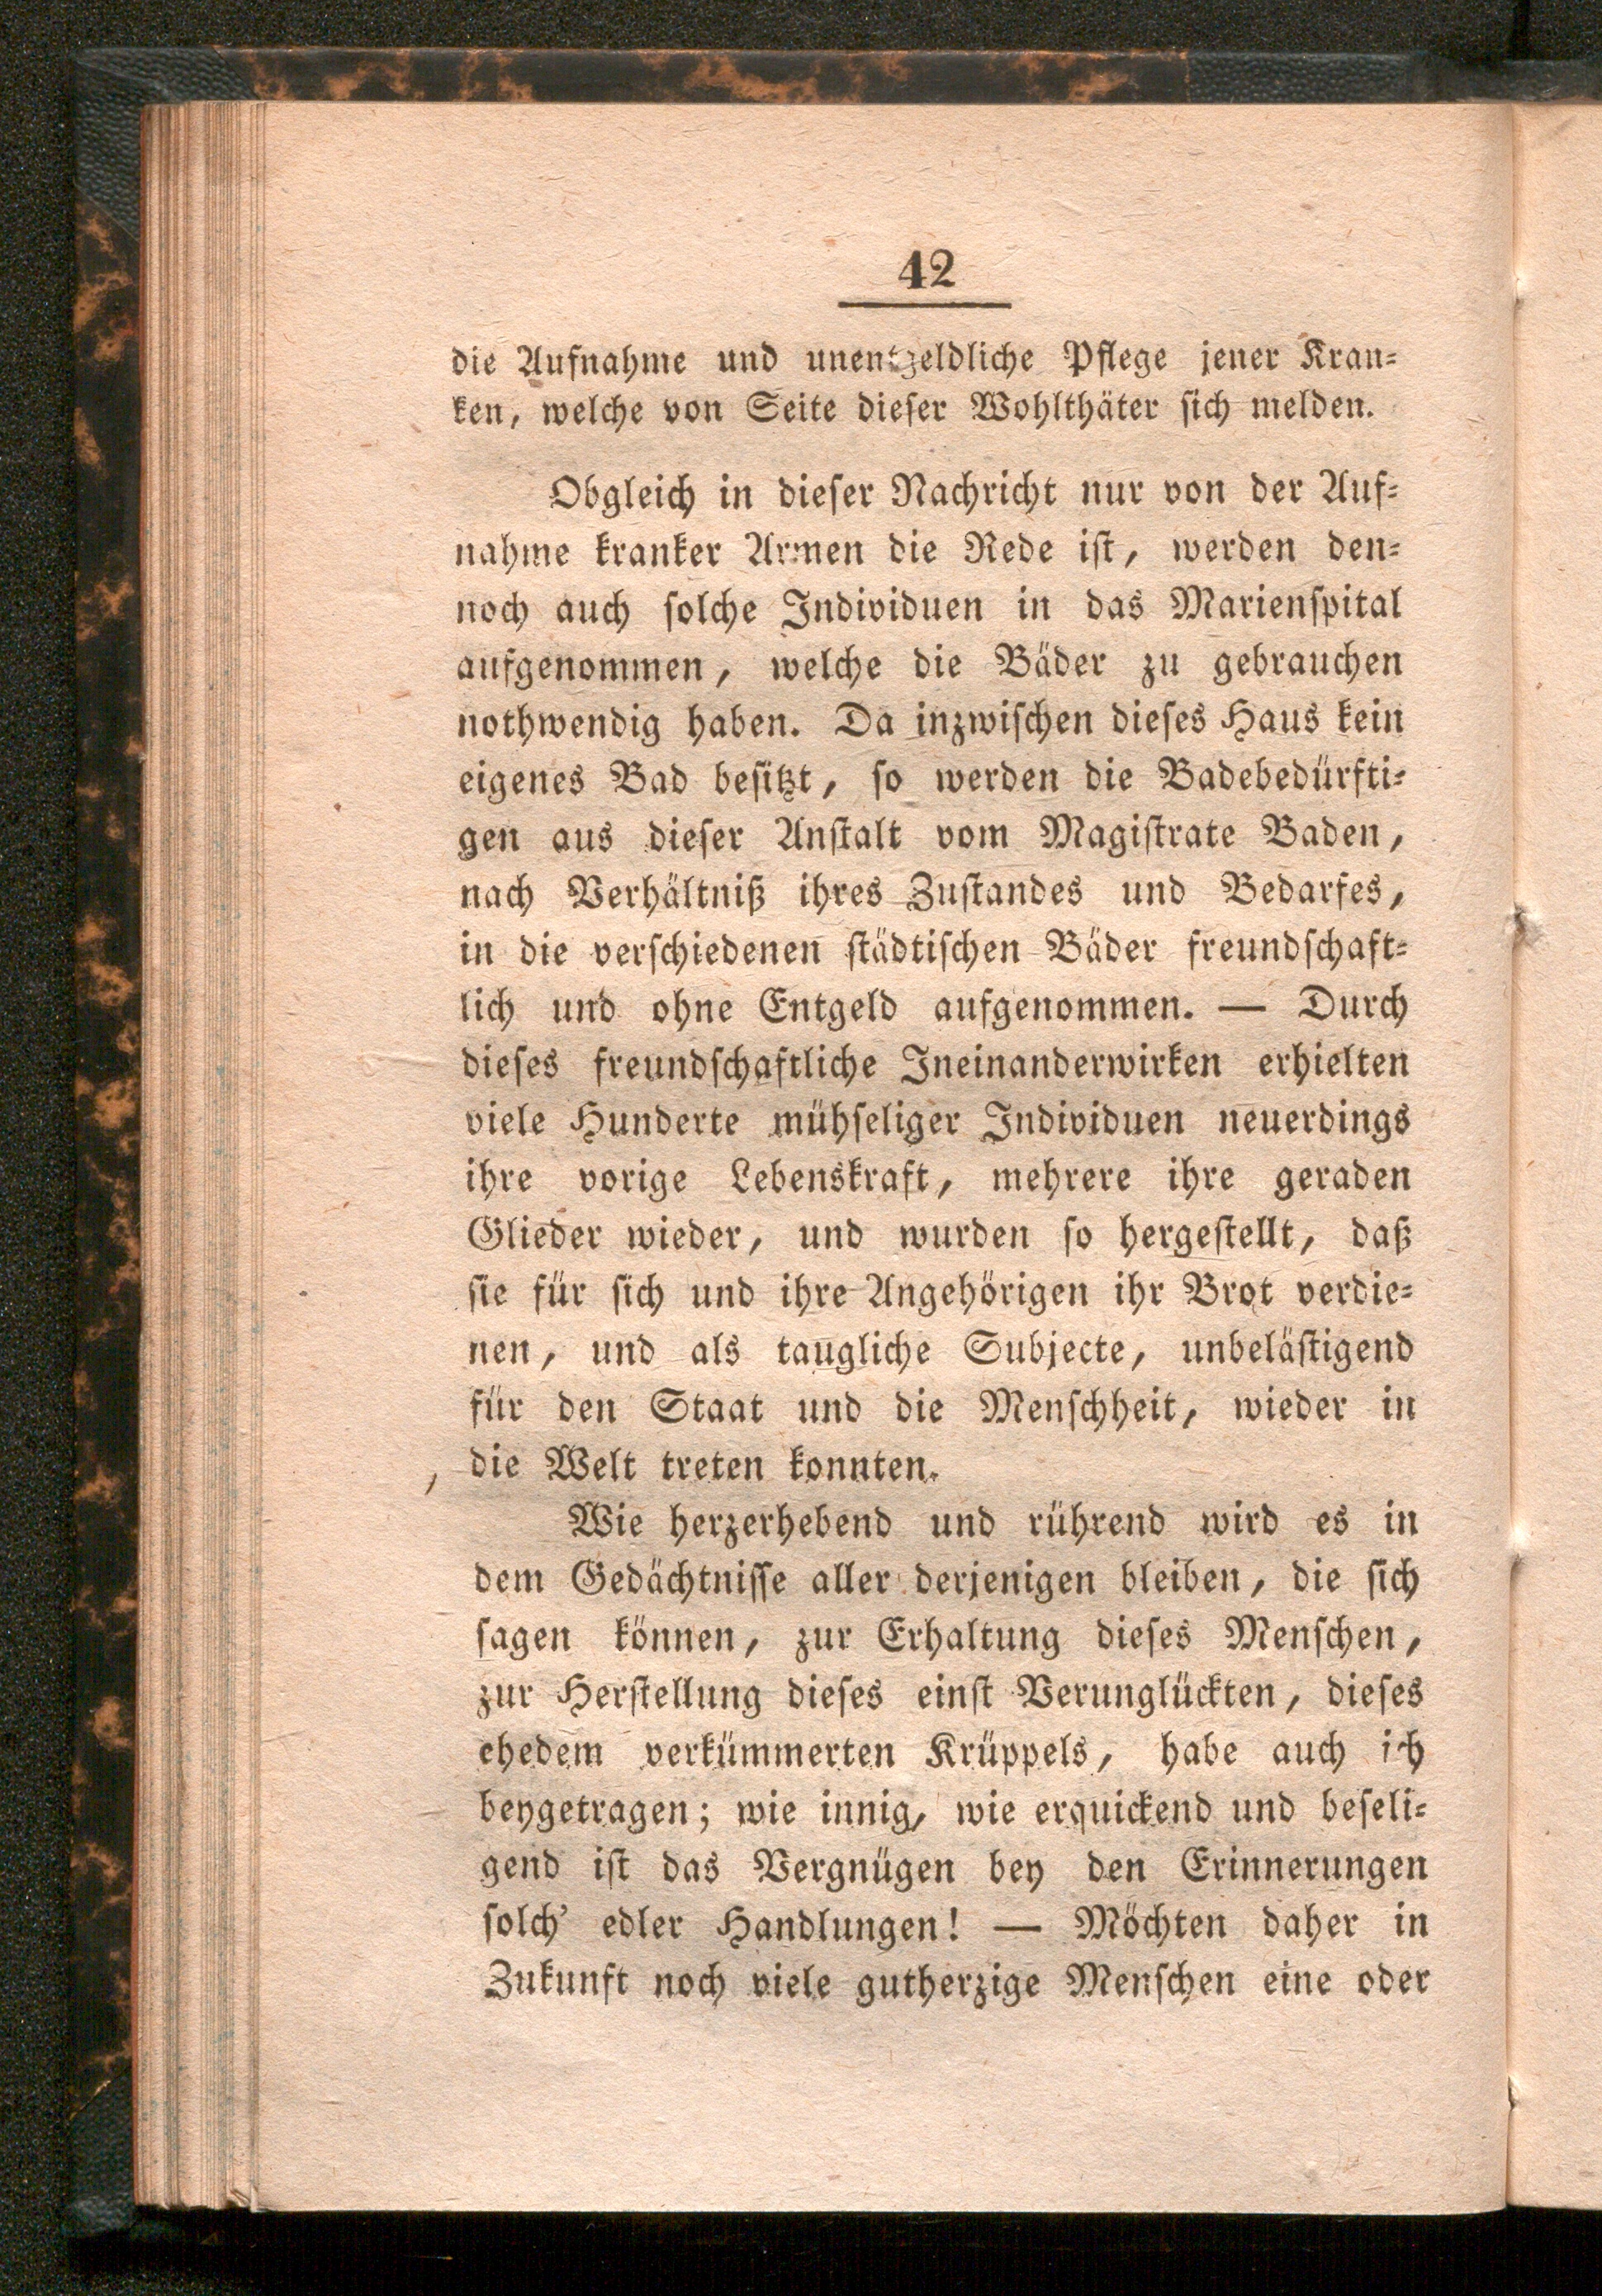 42
die Aufnahme und unentgeldliche Pflege jener Kran-
ken, welche von Seite dieser Wohlthäter sich melden.
Obgleich in dieser Nachricht nur von der Auf-
nahme kranker Armen die Rede ist, werden den-
noch auch solche Individuen in das Marienspital
aufgenommen, welche die Bäder zu gebrauchen
nothwendig haben. Da inzwischen dieses Haus kein
eigenes Bad besitzt, so werden die Badebedürfti-
gen aus dieser Anstalt vom Magistrate Baden,
nach Verhältniß ihres Zustandes und Bedarfes,
in die verschiedenen städtischen Bäder freundschaft-
lich und ohne Entgeld aufgenommen. — Durch
dieses freundschaftliche Ineinanderwirken erhielten
viele Hunderte mühseliger Individuen neuerdings
ihre vorige Lebenskraft, mehrere ihre geraden
Glieder wieder, und wurden so hergestellt, daß
sie für sich und ihre Angehörigen ihr Brot verdie-
nen, und als taugliche Subjecte, unbelästigend
für den Staat und die Menschheit, wieder in
die Welt treten konnten.
Wie herzerhebend und rührend wird es in
dem Gedächtnisse aller derjenigen bleiben, die sich
sagen können, zur Erhaltung dieses Menschen,
zur Herstellung dieses einst Verunglückten, dieses
ehedem verkümmerten Krüppels, habe auch ich
beygetragen; wie innig, wie erquickend und beseli-
gend ist das Vergnügen bey den Erinnerungen
solch' edler Handlungen! — Möchten daher in
Zukunft noch viele gutherzige Menschen eine oder